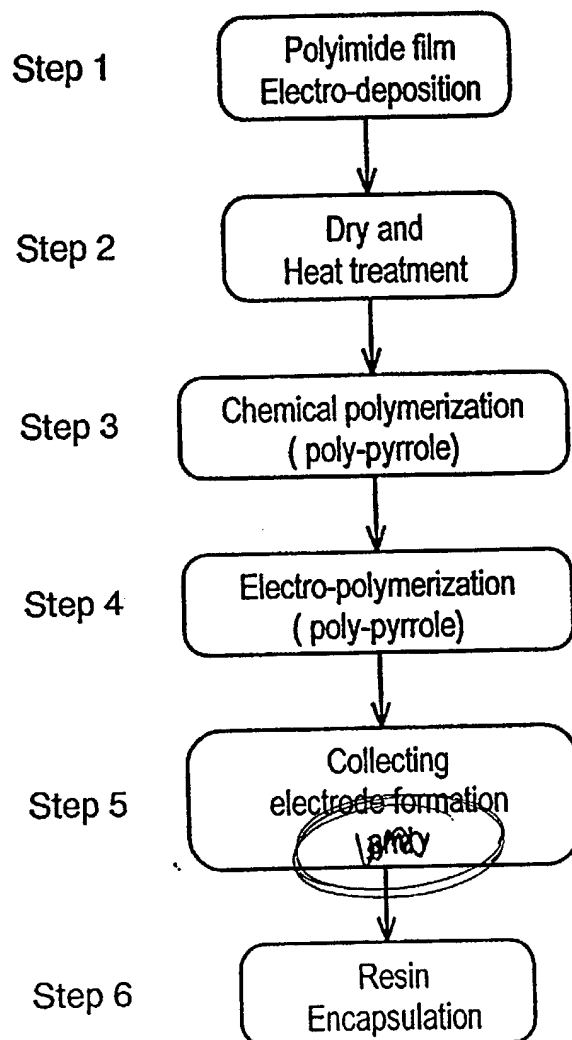 Step 1
Polyimide film
Electro-deposition
Step 2
Dry and
Heat treatment
Step 3
Chemical polymerization
( poly-pyrrole)
Step 4
Electro-polymerization
( poly-pyrrole)
Step 5
Collecting
electrode formation
Step 6
Resin
Encapsulation